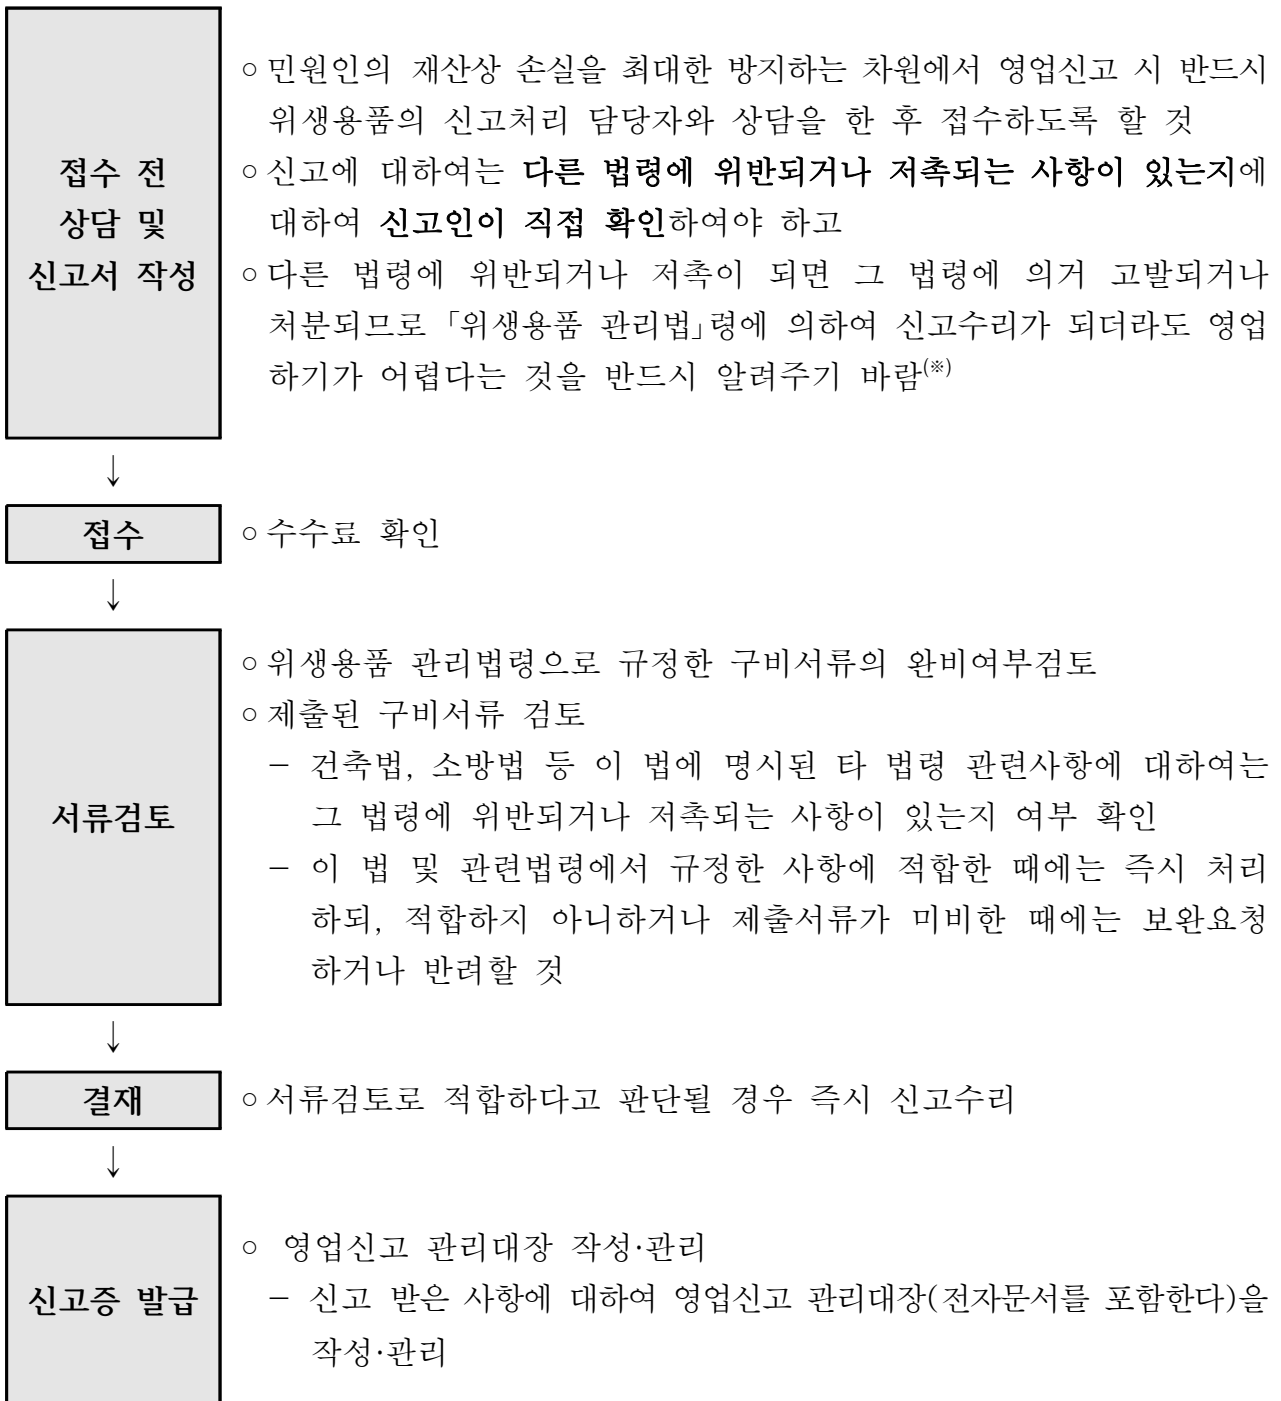 접수 전
상담 및
신고서 작성
○ 민원인의 재산상 손실을 최대한 방지하는 차원에서 영업신고 시 반드시
위생용품의 신고처리 담당자와 상담을 한 후 접수하도록 할 것
○ 신고에 대하여는 다른 법령에 위반되거나 저촉되는 사항이 있는지에
대하여 신고인이 직접 확인하여야 하고
○ 다른 법령에 위반되거나 저촉이 되면 그 법령에 의거 고발되거나
처분되므로 「위생용품 관리법」령에 의하여 신고수리가 되더라도 영업
하기가 어렵다는 것을 반드시 알려주기 바람(※)
↓
접수
○ 수수료 확인
↓
서류검토
○ 위생용품 관리법령으로 규정한 구비서류의 완비여부검토
○ 제출된 구비서류 검토
－ 건축법, 소방법 등 이 법에 명시된 타 법령 관련사항에 대하여는
그 법령에 위반되거나 저촉되는 사항이 있는지 여부 확인
－ 이 법 및 관련법령에서 규정한 사항에 적합한 때에는 즉시 처리
하되, 적합하지 아니하거나 제출서류가 미비한 때에는 보완요청
하거나 반려할 것
↓
결재
○ 서류검토로 적합하다고 판단될 경우 즉시 신고수리
↓
신고증 발급
○ 영업신고 관리대장 작성·관리
－ 신고 받은 사항에 대하여 영업신고 관리대장(전자문서를 포함한다)을
작성·관리